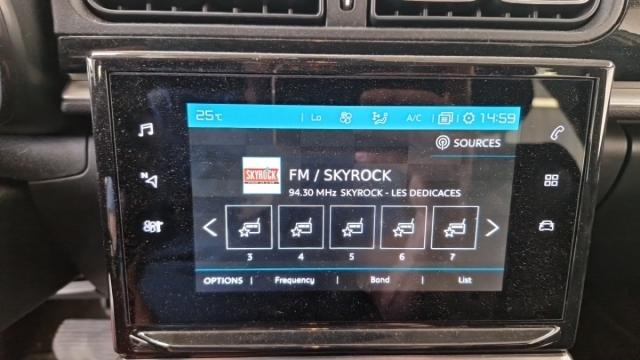 25°C | Lo | A/C | | 14:59
SOURCES
SKYROCK
FM / SKYROCK
94.30 MHz SKYROCK - LES DEDICACES
3 4 5 6 7
OPTIONS | Frequency | Band | List
N